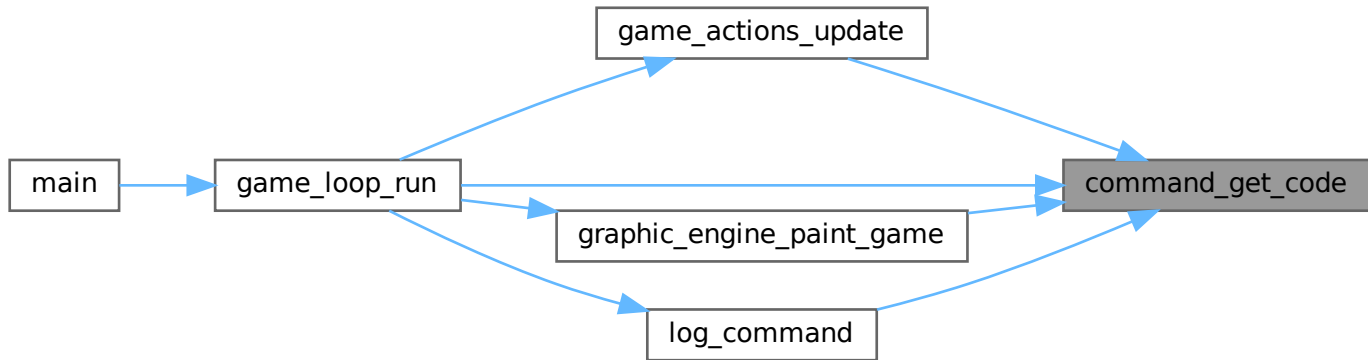 game_actions_update
main
game_loop_run
command_get_code
graphic_engine_paint_game
log_command